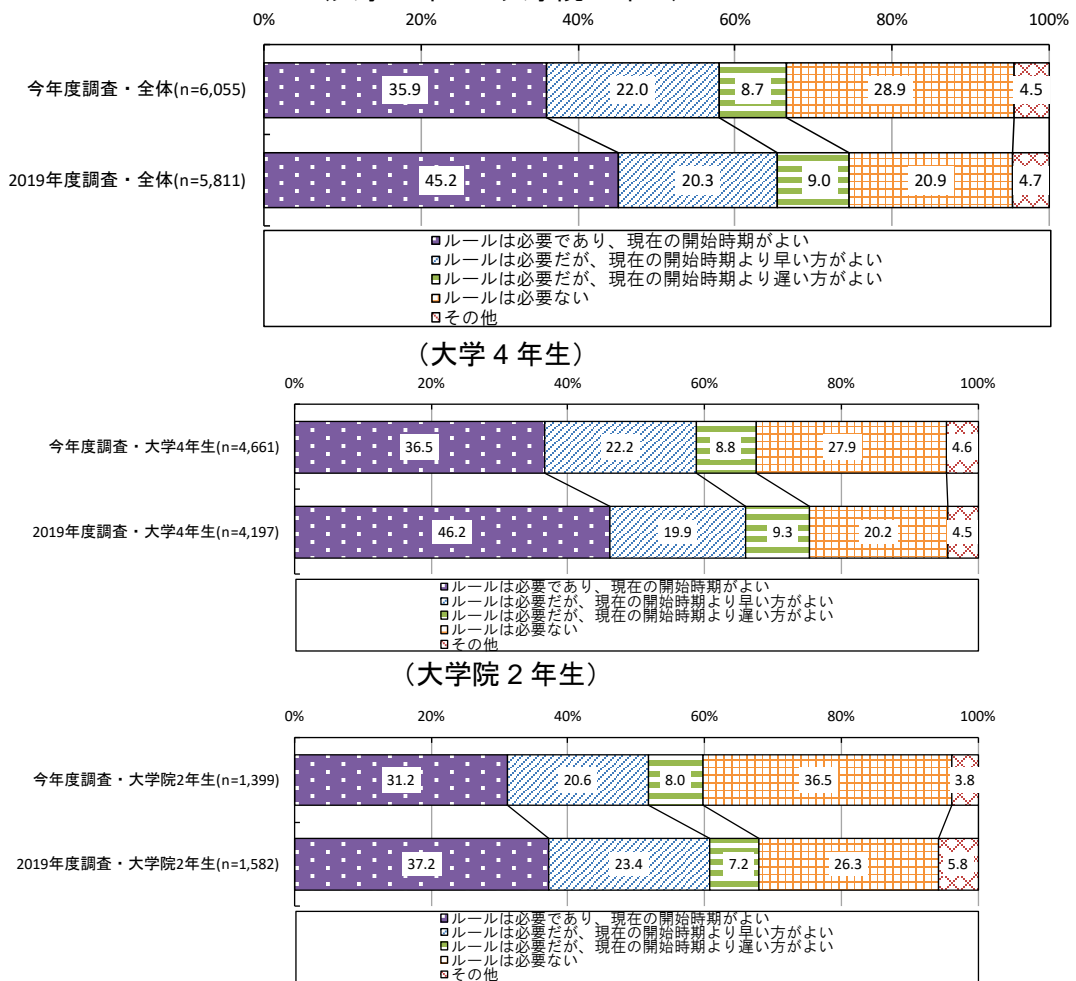 0% 20% 40% 60% 80% 100%
今年度調査・全体(n=6,055) 35.9 22.0 8.7 28.9 4.5
2019年度調査・全体(n=5,811) 45.2 20.3 9.0 20.9 4.7
ルールは必要であり、現在の開始時期がよい
ルールは必要だが、現在の開始時期より早い方がよい
ルールは必要だが、現在の開始時期より遅い方がよい
ルールは必要ない
その他
（大学４年生）
0% 20% 40% 60% 80% 100%
今年度調査・大学4年生(n=4,661) 36.5 22.2 8.8 27.9 4.6
2019年度調査・大学4年生(n=4,197) 46.2 19.9 9.3 20.2 4.5
ルールは必要であり、現在の開始時期がよい
ルールは必要だが、現在の開始時期より早い方がよい
ルールは必要だが、現在の開始時期より遅い方がよい
ルールは必要ない
その他
（大学院２年生）
0% 20% 40% 60% 80% 100%
今年度調査・大学院2年生(n=1,399) 31.2 20.6 8.0 36.5 3.8
2019年度調査・大学院2年生(n=1,582) 37.2 23.4 7.2 26.3 5.8
ルールは必要であり、現在の開始時期がよい
ルールは必要だが、現在の開始時期より早い方がよい
ルールは必要だが、現在の開始時期より遅い方がよい
ルールは必要ない
その他